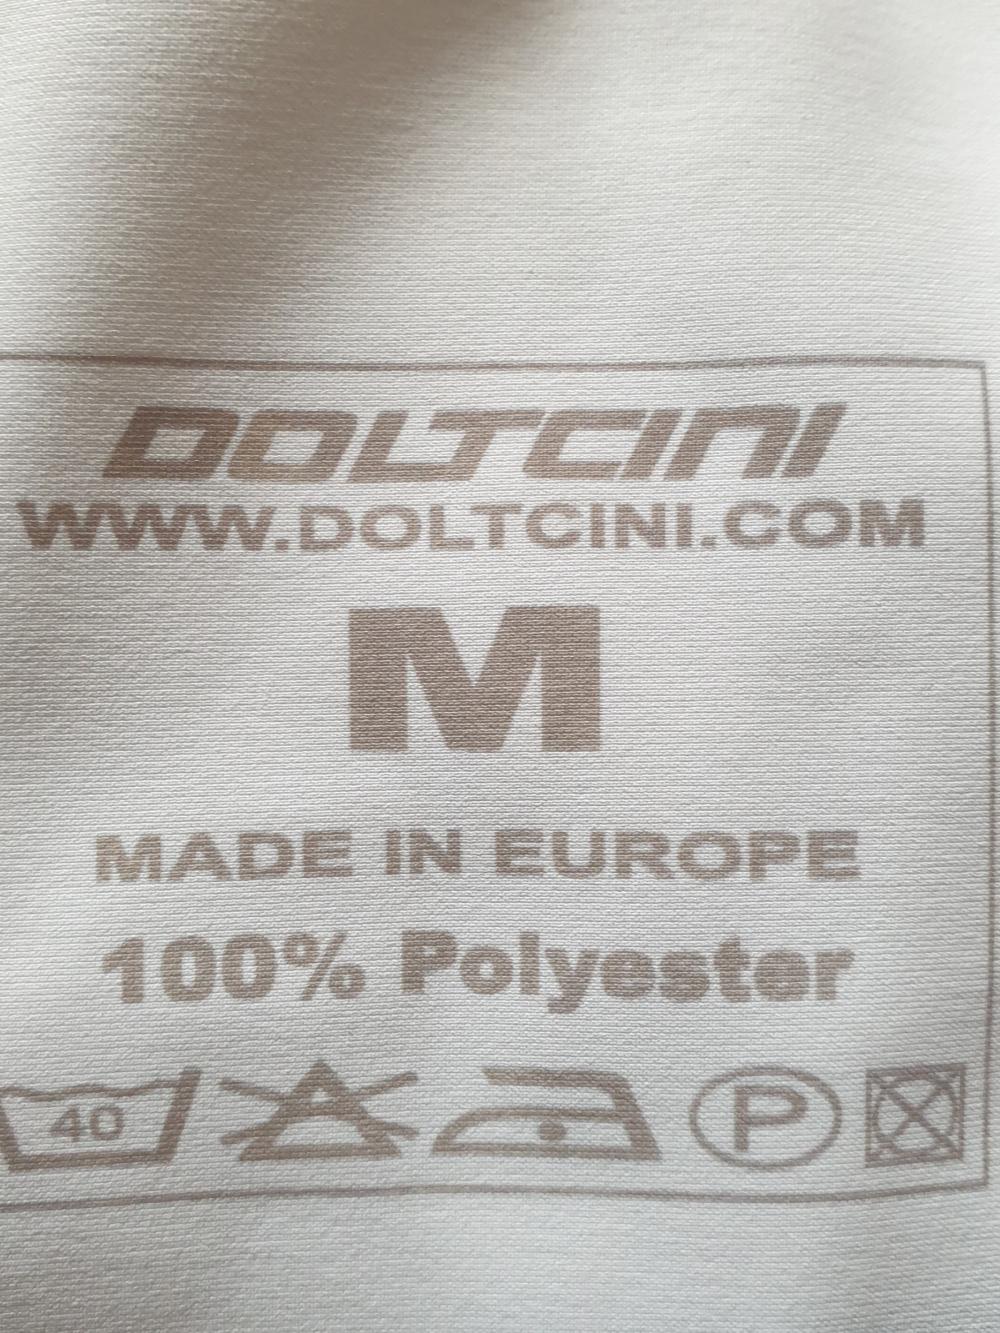 DOLTCINI
WWW.DOLTCINI.COM
M
MADE IN EUROPE
100% Polyester
40 P